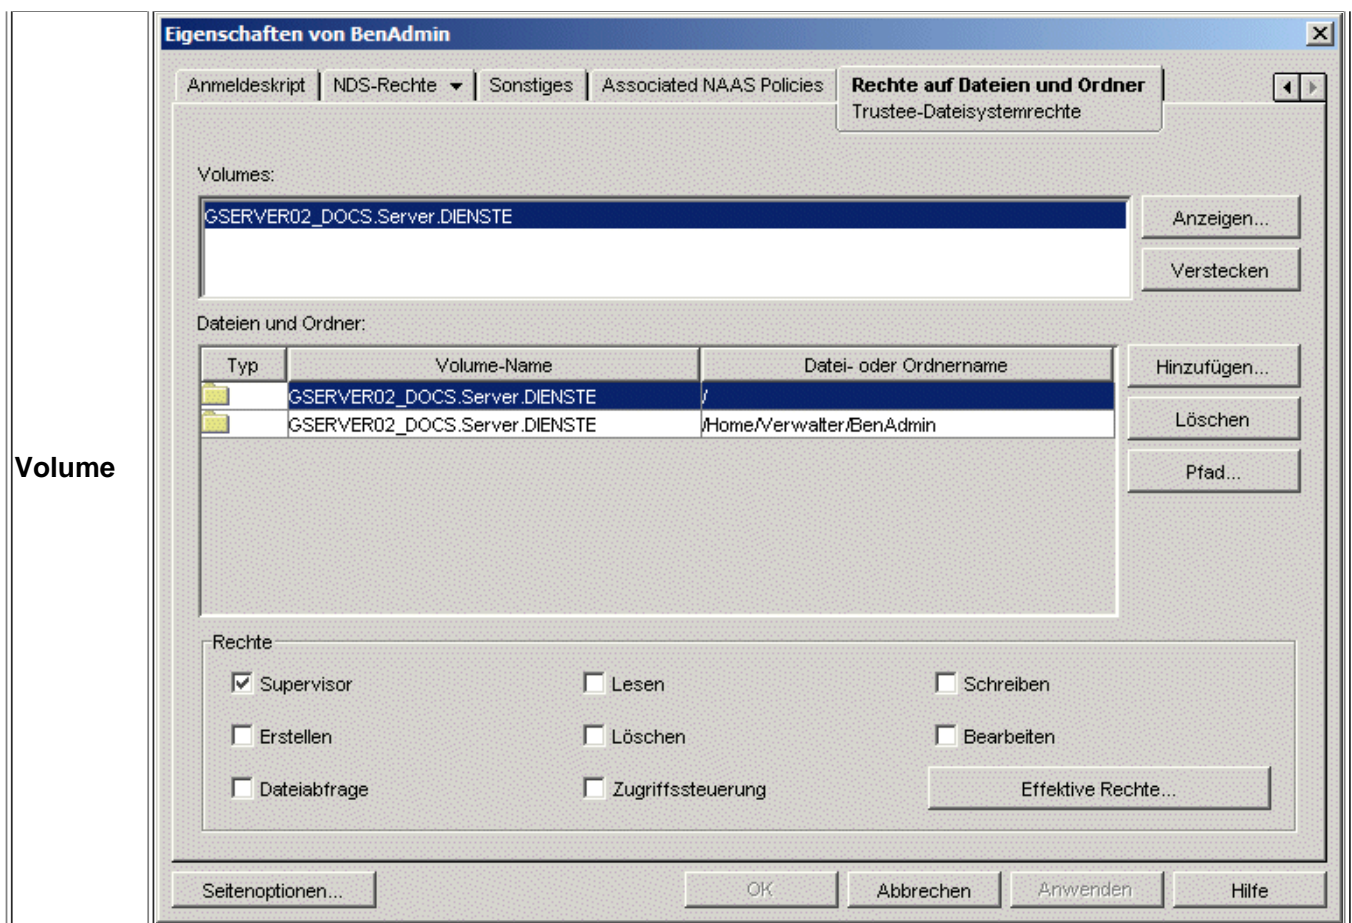 Volume
Eigenschaften von BenAdmin
Anmeldeskript NDS-Rechte Sonstiges Associated NAAS Policies Rechte auf Dateien und Ordner
Trustee-Dateisystemrechte
Volumes:
GSERVER02_DOCS.Server.DIENSTE
Anzeigen...
Verstecken
Dateien und Ordner:
Typ Volume-Name Datei- oder Ordnername
GSERVER02_DOCS.Server.DIENSTE /
GSERVER02_DOCS.Server.DIENSTE /Home/Verwalter/BenAdmin
Hinzufügen...
Löschen
Pfad...
Rechte
Supervisor Lesen Schreiben
Erstellen Löschen Bearbeiten
Dateiabfrage Zugriffssteuerung Effektive Rechte...
Seitenoptionen... OK Abbrechen Anwenden Hilfe